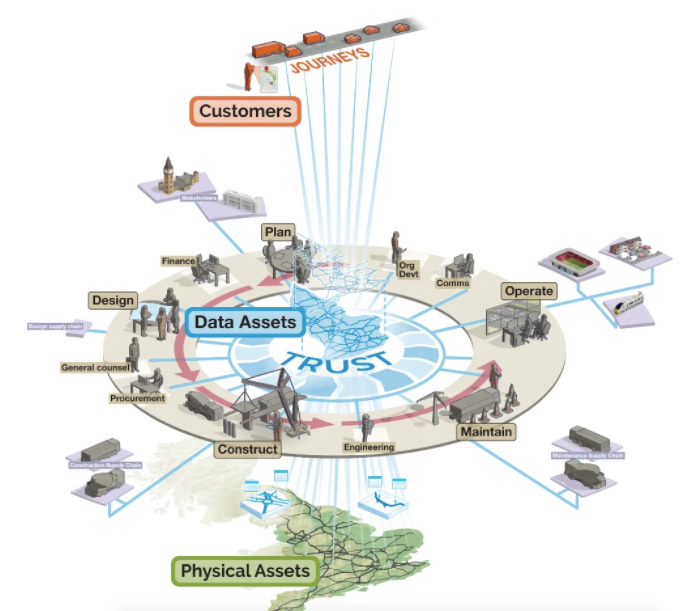 JOURNEYS
Customers
Stakeholders
Plan
Finance
Org
Devt
Comms
Design
Operate
Data Assets
Design supply chain
TRUST
General counsel
Procurement
Construct
Engineering
Maintain
Construction Supply Chain
Maintenance Supply Chain
Physical Assets